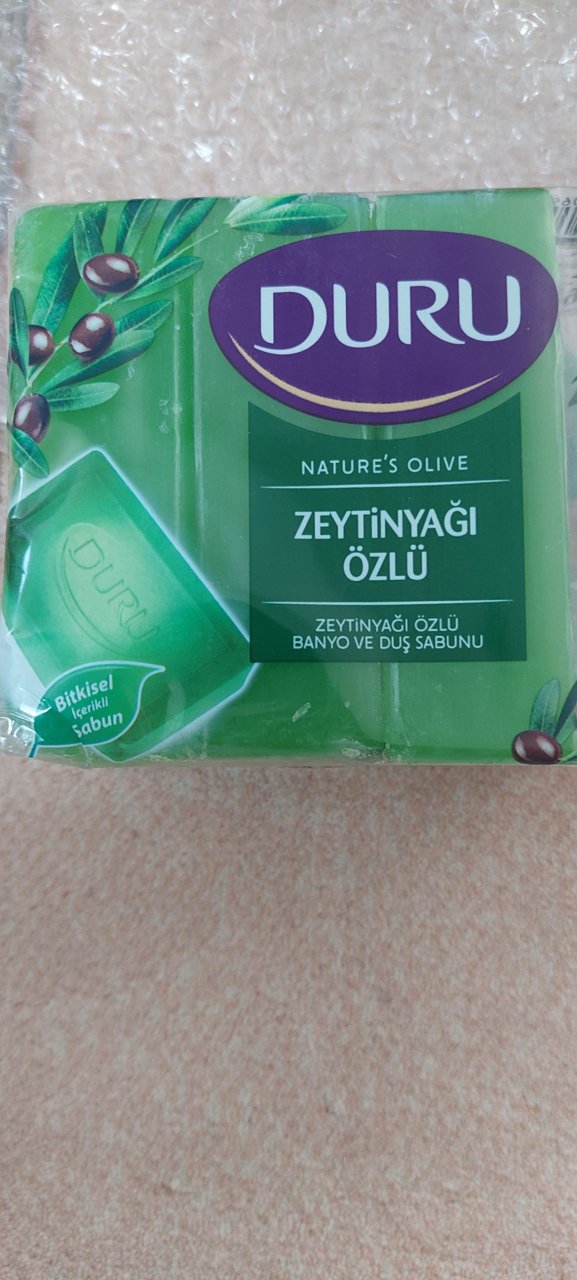 DURU
NATURE'S OLIVE
ZEYTİNYAĞI
ÖZLÜ
ZEYTİNYAĞI ÖZLÜ
BANYO VE DUŞ SABUNU
DURU
Bitkisel
İçerikli
Sabun